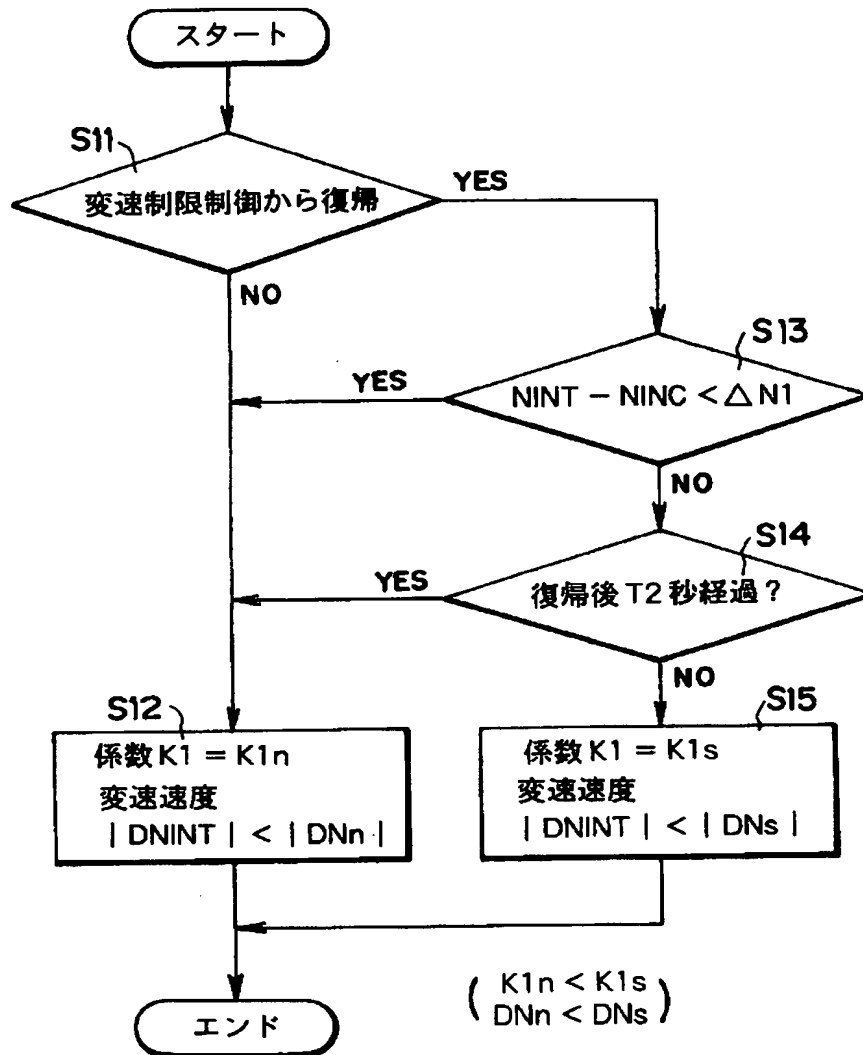 スタート
S11
変速制限制御から復帰
YES
NO
S13
NINT − NINC < △N1
YES
NO
S14
復帰後T2秒経過?
YES
NO
S12
係数K1 = K1n
変速速度
| DNINT | < | DNn |
S15
係数K1 = K1s
変速速度
| DNINT | < | DNs |
エンド
( K1n < K1s
DNn < DNs )